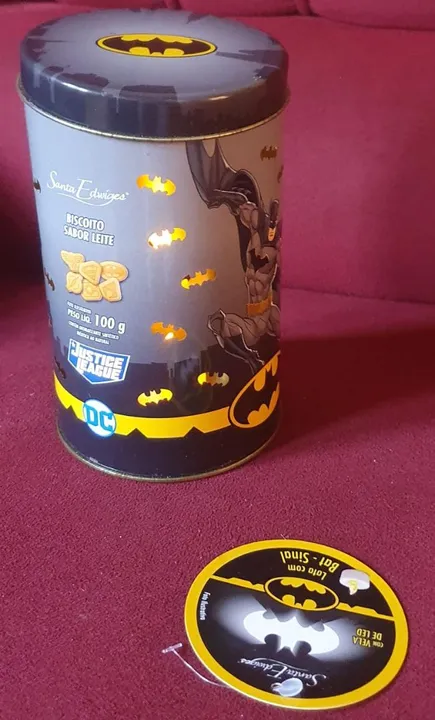 Santa Edwiges
BISCOITO
SABOR LEITE
PESO LÍQ. 100 g
JUSTICE
LEAGUE
DC
Lata com
Bat - Sinal
COM VELA
DE LED
Santa Edwiges